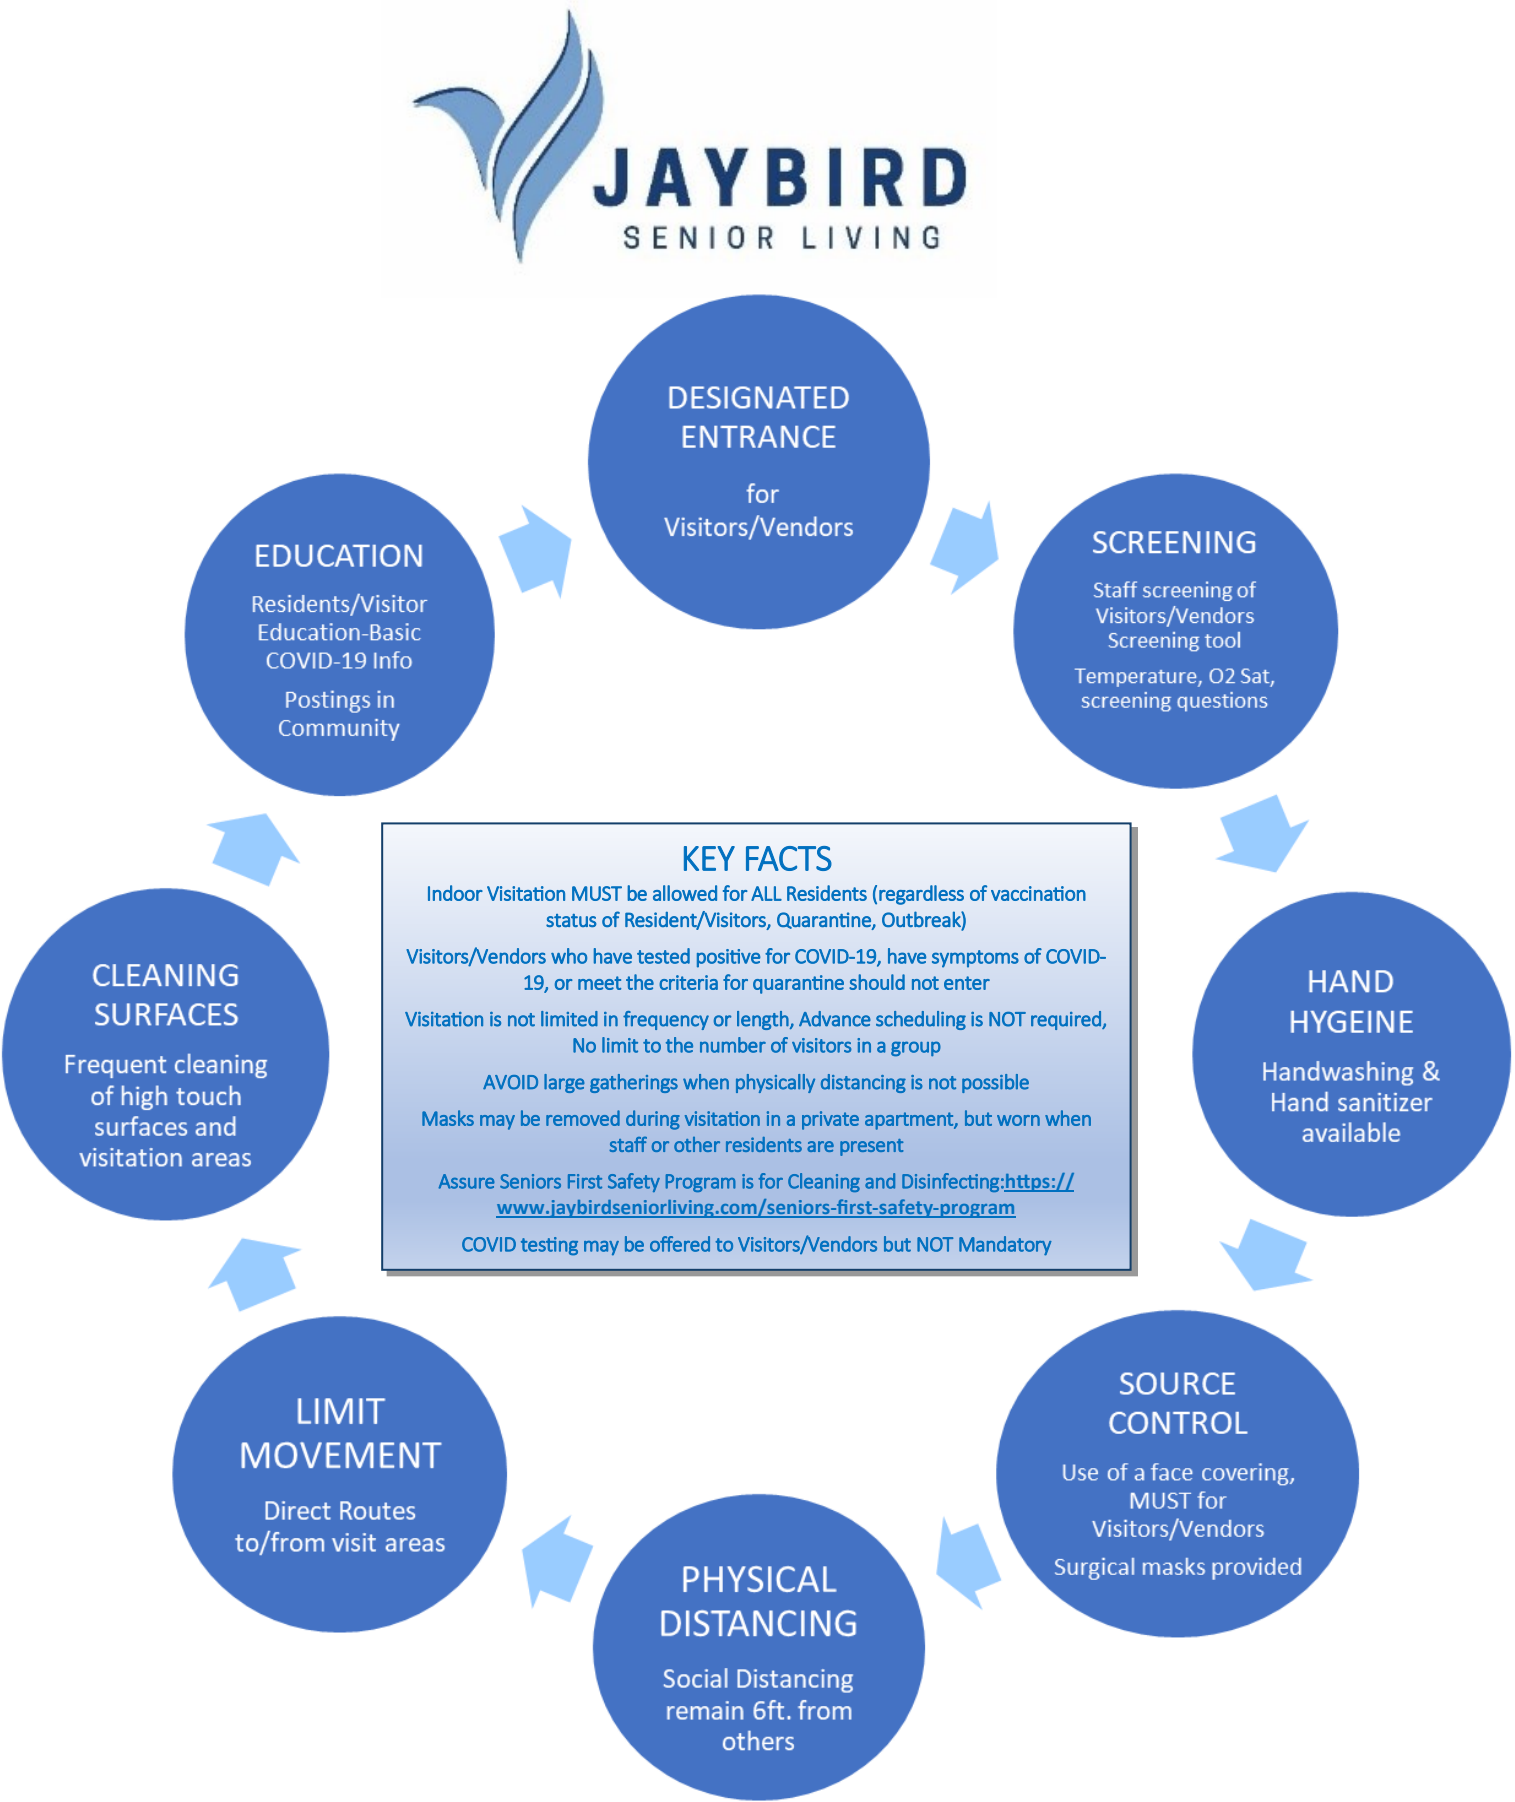 JAYBIRD
SENIOR LIVING
DESIGNATED
ENTRANCE
for
Visitors/Vendors
SCREENING
Staff screening of
Visitors/Vendors
Screening tool
Temperature, O2 Sat,
screening questions
HAND
HYGEINE
Handwashing &
Hand sanitizer
available
SOURCE
CONTROL
Use of a face covering,
MUST for
Visitors/Vendors
Surgical masks provided
PHYSICAL
DISTANCING
Social Distancing
remain 6ft. from
others
LIMIT
MOVEMENT
Direct Routes
to/from visit areas
CLEANING
SURFACES
Frequent cleaning
of high touch
surfaces and
visitation areas
EDUCATION
Residents/Visitor
Education-Basic
COVID-19 Info
Postings in
Community
KEY FACTS
Indoor Visitation MUST be allowed for ALL Residents (regardless of vaccination
status of Resident/Visitors, Quarantine, Outbreak)
Visitors/Vendors who have tested positive for COVID-19, have symptoms of COVID-
19, or meet the criteria for quarantine should not enter
Visitation is not limited in frequency or length, Advance scheduling is NOT required,
No limit to the number of visitors in a group
AVOID large gatherings when physically distancing is not possible
Masks may be removed during visitation in a private apartment, but worn when
staff or other residents are present
Assure Seniors First Safety Program is for Cleaning and Disinfecting:https://
www.jaybirdseniorliving.com/seniors-first-safety-program
COVID testing may be offered to Visitors/Vendors but NOT Mandatory